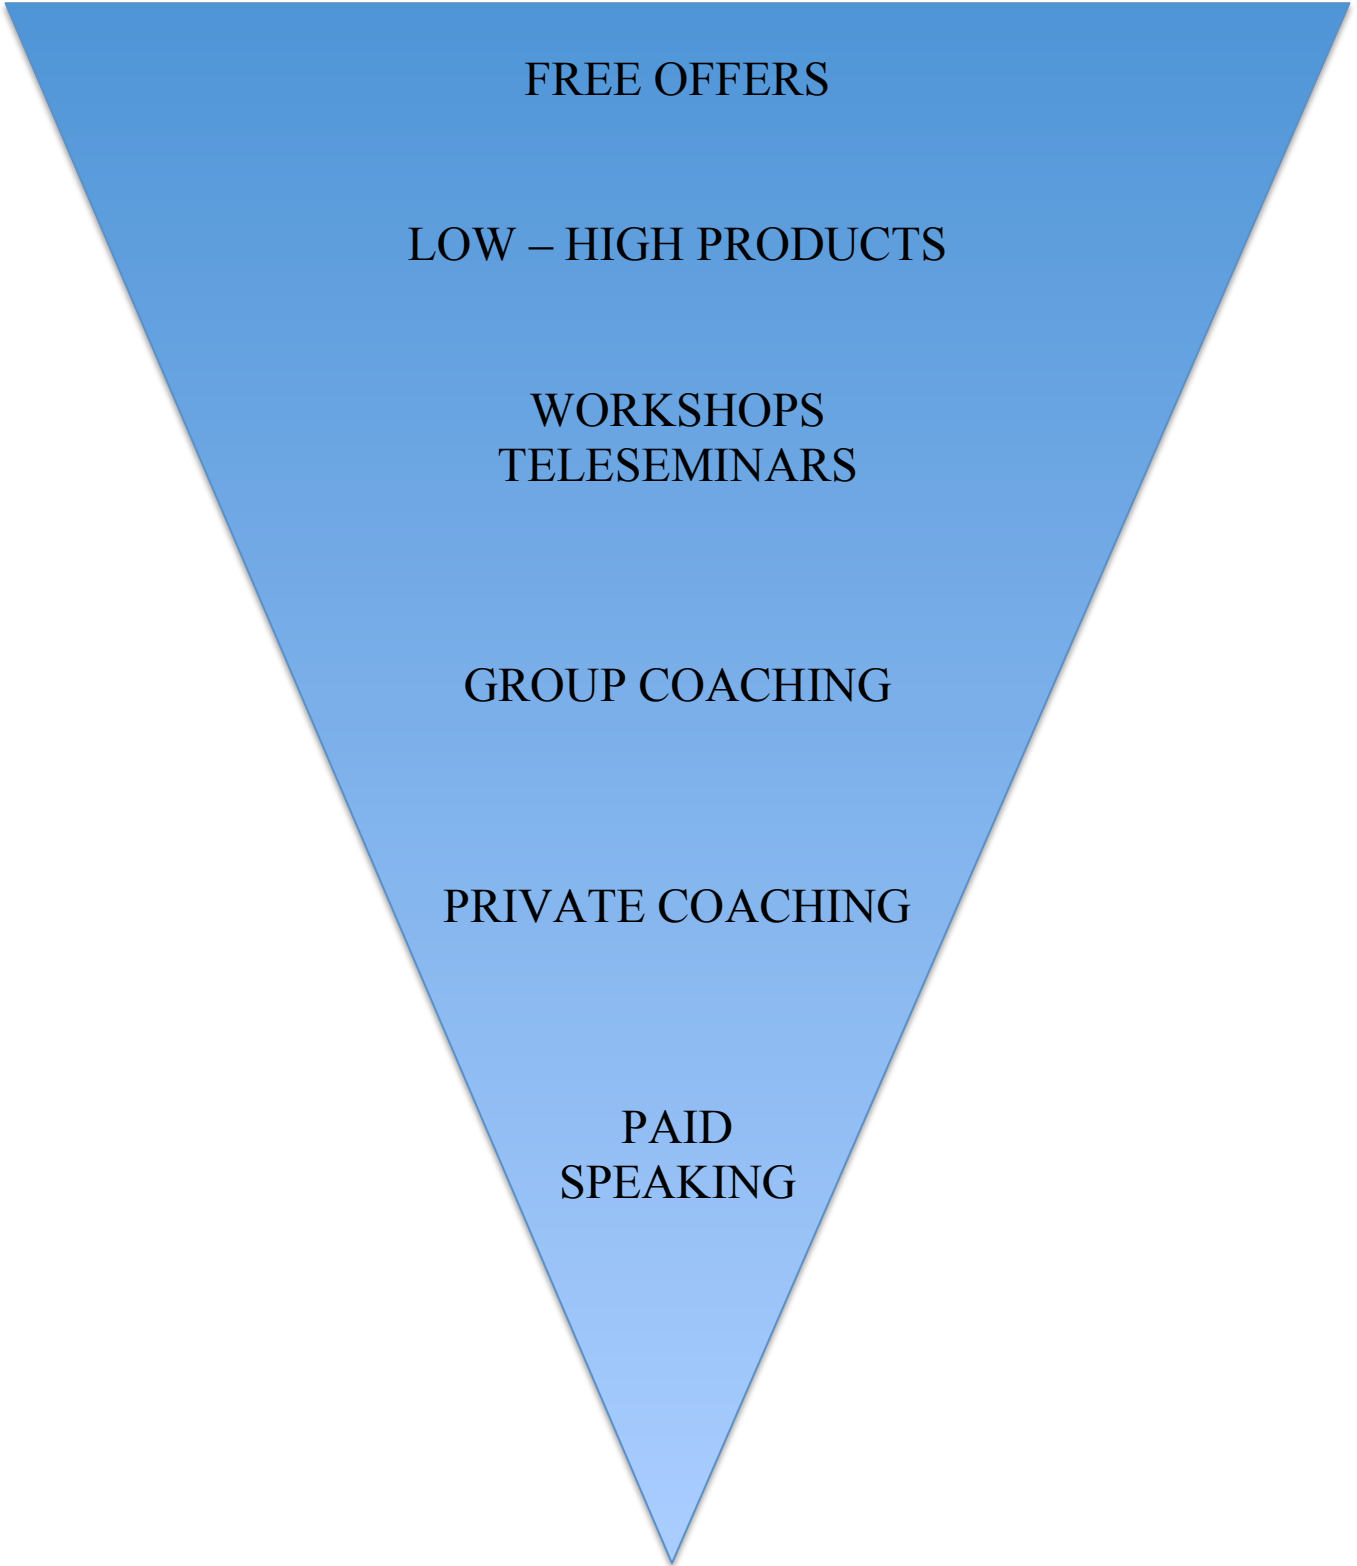 FREE OFFERS
LOW – HIGH PRODUCTS
WORKSHOPS
TELESEMINARS
GROUP COACHING
PRIVATE COACHING
PAID
SPEAKING